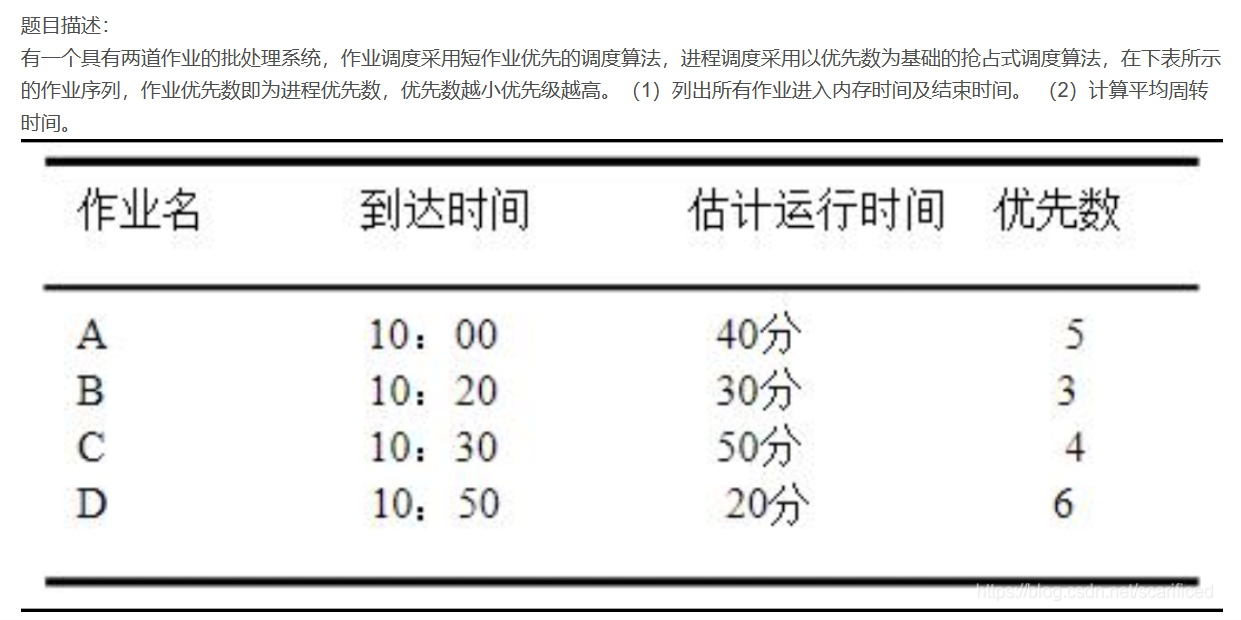 题目描述：
有一个具有两道作业的批处理系统，作业调度采用短作业优先的调度算法，进程调度采用以优先数为基础的抢占式调度算法，在下表所示
的作业序列，作业优先数即为进程优先数，优先数越小优先级越高。（1）列出所有作业进入内存时间及结束时间。 （2）计算平均周转
时间。
作业名 到达时间 估计运行时间 优先数
A 10：00 40分 5
B 10：20 30分 3
C 10：30 50分 4
D 10：50 20分 6
https://blog.csdn.net/scarificed